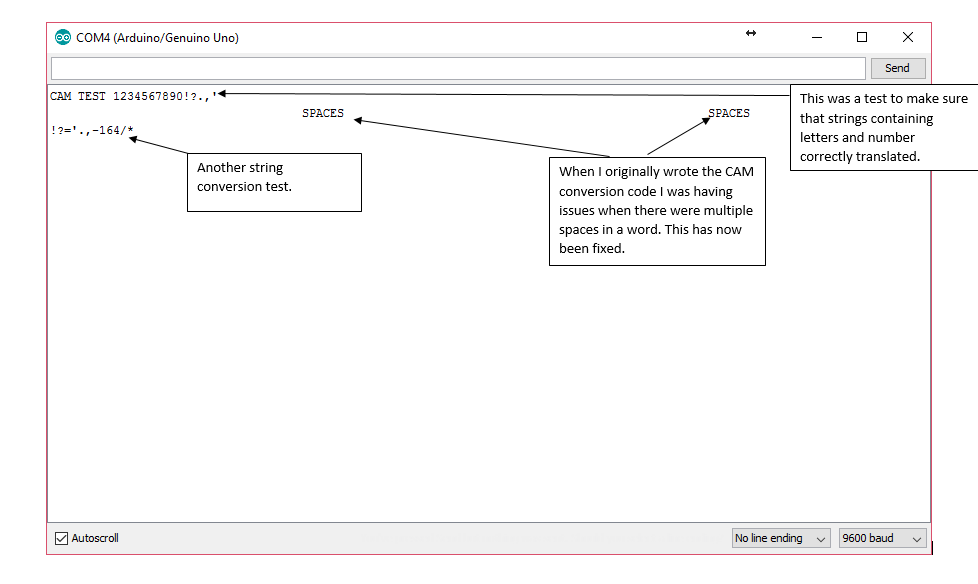 COM4 (Arduino/Genuino Uno)
Send
CAM TEST 1234567890!?.,'
SPACES SPACES
!?='.,-164/*
This was a test to make sure
that strings containing
letters and number
correctly translated.
Another string
conversion test.
When I originally wrote the CAM
conversion code I was having
issues when there were multiple
spaces in a word. This has now
been fixed.
Autoscroll
No line ending
9600 baud